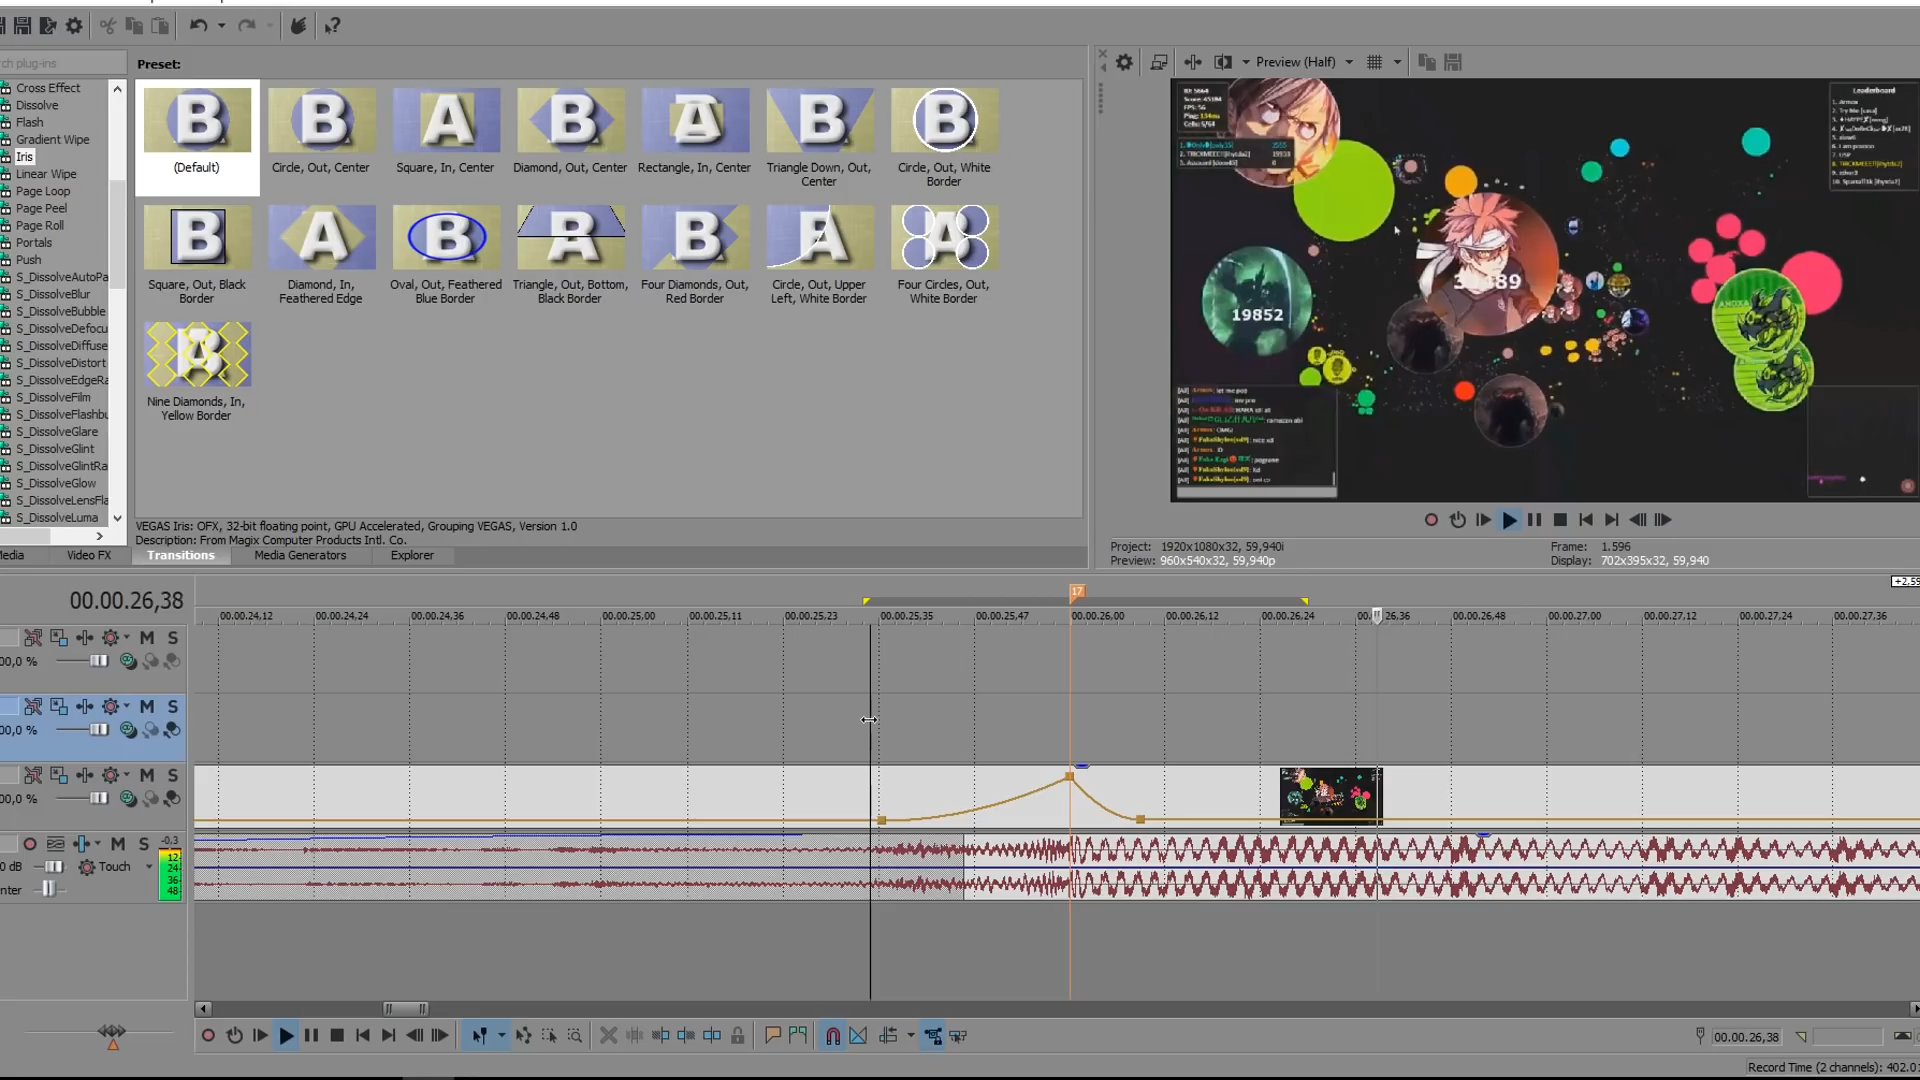 rch plug-ins
Preset:
Cross Effect
Dissolve
Flash
Gradient Wipe
Iris
Linear Wipe
Page Loop
Page Peel
Page Roll
Portals
Push
S_DissolveAutoPa
S_DissolveBlur
S_DissolveBubble
S_DissolveDefocu
S_DissolveDiffuse
S_DissolveDistort
S_DissolveEdgeRa
S_DissolveFilm
S_DissolveFlashbu
S_DissolveGlare
S_DissolveGlint
S_DissolveGlintRa
S_DissolveGlow
S_DissolveLensFla
S_DissolveLuma
(Default)
Circle, Out, Center
Square, In, Center
Diamond, Out, Center
Rectangle, In, Center
Triangle Down, Out, Center
Circle, Out, White Border
Square, Out, Black Border
Diamond, In, Feathered Edge
Oval, Out, Feathered Blue Border
Triangle, Out, Bottom, Black Border
Four Diamonds, Out, Red Border
Circle, Out, Upper Left, White Border
Four Circles, Out, White Border
Nine Diamonds, In, Yellow Border
VEGAS Iris: OFX, 32-bit floating point, GPU Accelerated, Grouping VEGAS, Version 1.0
Description: From Magix Computer Products Intl. Co.
Media
Video FX
Transitions
Media Generators
Explorer
Preview (Half)
Leaderboard
19852
Project: 1920x1080x32, 59,940i
Preview: 960x540x32, 59,940p
Frame: 1.596
Display: 702x395x32, 59,940
+2,59
00.00.26,38
17
00.00.24,12
00.00.24,24
00.00.24,36
00.00.24,48
00.00.25,00
00.00.25,11
00.00.25,23
00.00.25,35
00.00.25,47
00.00.26,00
00.00.26,12
00.00.26,24
26,36
00.00.26,48
00.00.27,00
00.00.27,12
00.00.27,24
00.00.27,36
M S
00,0 %
M S
00,0 %
M S
00,0 %
M S
-0,3
0 dB
Touch
enter
12
24
36
48
00.00.26,38
Record Time (2 channels): 402.0